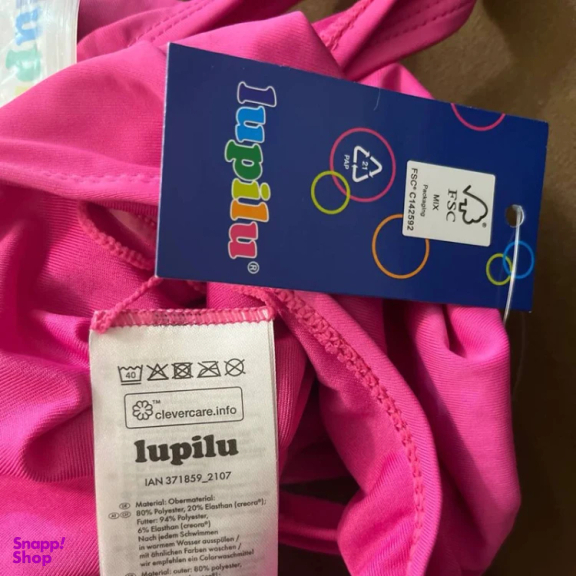 lupilu®
21
PAP
FSC
MIX
Packaging
FSC® C142592
40
clevercare.info™
lupilu
IAN 371859_2107
Material: Obermaterial:
80% Polyester, 20% Elasthan (creora®);
Futter: 94% Polyester,
6% Elasthan (creora®)
Nach jedem Schwimmen
in warmem Wasser ausspülen /
mit ähnlichen Farben waschen /
wir empfehlen ein Colorwaschmittel
Material: outer: 80% polyester,
Snapp!
Shop